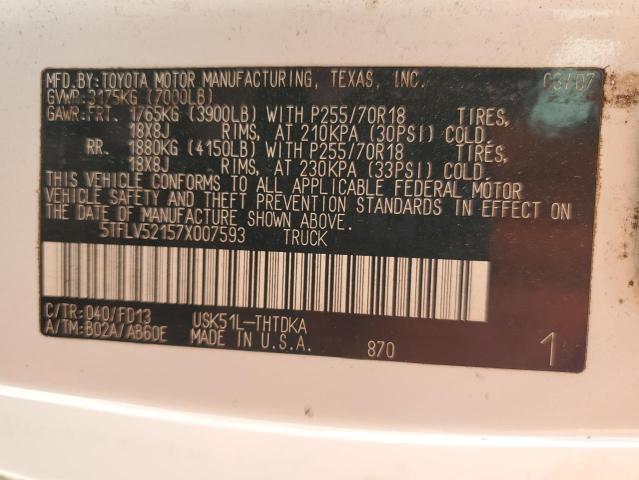 MFD.BY:TOYOTA MOTOR MANUFACTURING, TEXAS, INC. 03/07
GVWR:3175KG (7000LB)
GAWR:FRT. 1765KG (3900LB) WITH P255/70R18 TIRES,
18X8J RIMS, AT 210KPA (30PSI) COLD.
RR. 1880KG (4150LB) WITH P255/70R18 TIRES,
18X8J RIMS, AT 230KPA (33PSI) COLD.
THIS VEHICLE CONFORMS TO ALL APPLICABLE FEDERAL MOTOR
VEHICLE SAFETY AND THEFT PREVENTION STANDARDS IN EFFECT ON
THE DATE OF MANUFACTURE SHOWN ABOVE.
5TFLV52157X007593 TRUCK
C/TR:040/FD13 USK51L-THTDKA
A/TM:B02A/AB60E MADE IN U.S.A. 870 1